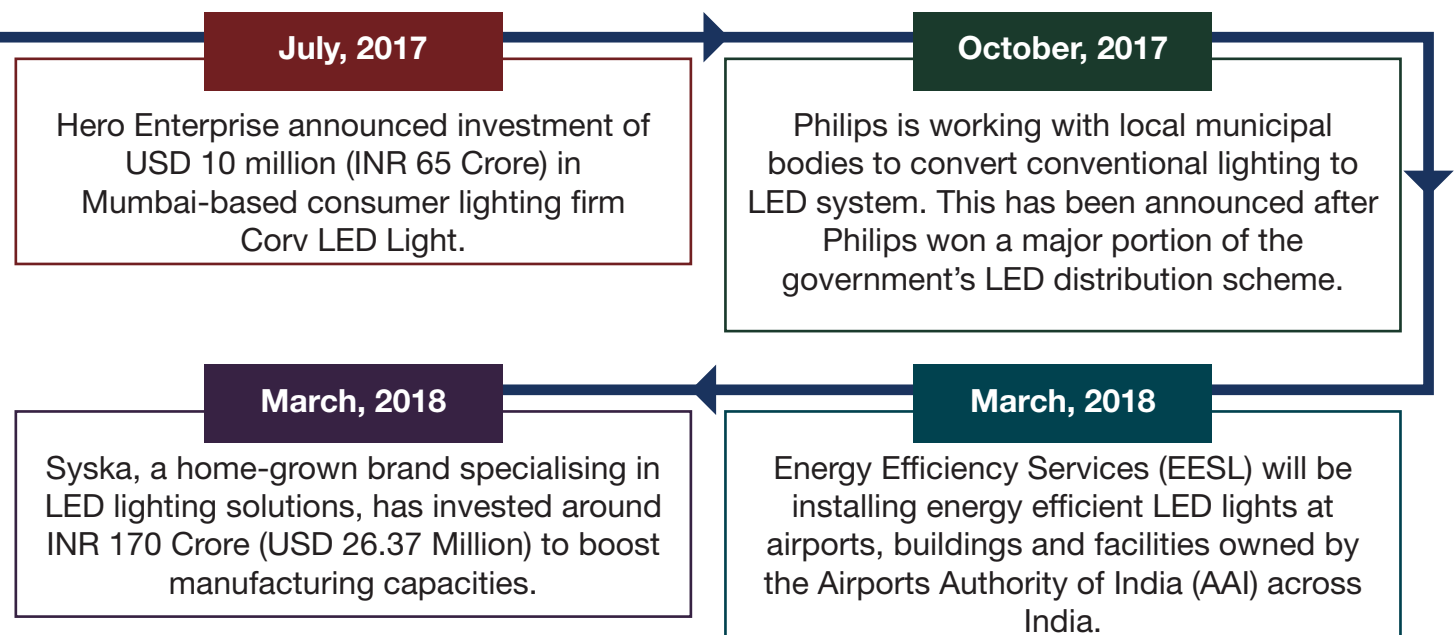 July, 2017
Hero Enterprise announced investment of
USD 10 million (INR 65 Crore) in
Mumbai-based consumer lighting firm
Corv LED Light.
October, 2017
Philips is working with local municipal
bodies to convert conventional lighting to
LED system. This has been announced after
Philips won a major portion of the
government’s LED distribution scheme.
March, 2018
Energy Efficiency Services (EESL) will be
installing energy efficient LED lights at
airports, buildings and facilities owned by
the Airports Authority of India (AAI) across
India.
March, 2018
Syska, a home-grown brand specialising in
LED lighting solutions, has invested around
INR 170 Crore (USD 26.37 Million) to boost
manufacturing capacities.